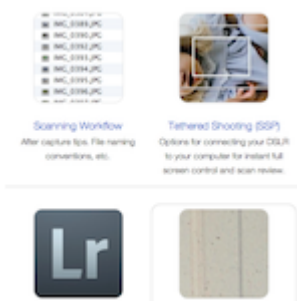 IMG_0389.JPG
IMG_0390.JPG
IMG_0392.JPG
IMG_0393.JPG
IMG_0394.JPG
IMG_0395.JPG
IMG_0396.JPG
Scanning Workflow
After capture tips. File naming
conventions, etc.
Tethered Shooting (SSP)
Options for connecting your DSLR
to your computer for instant full
screen control and scan review.
Lr